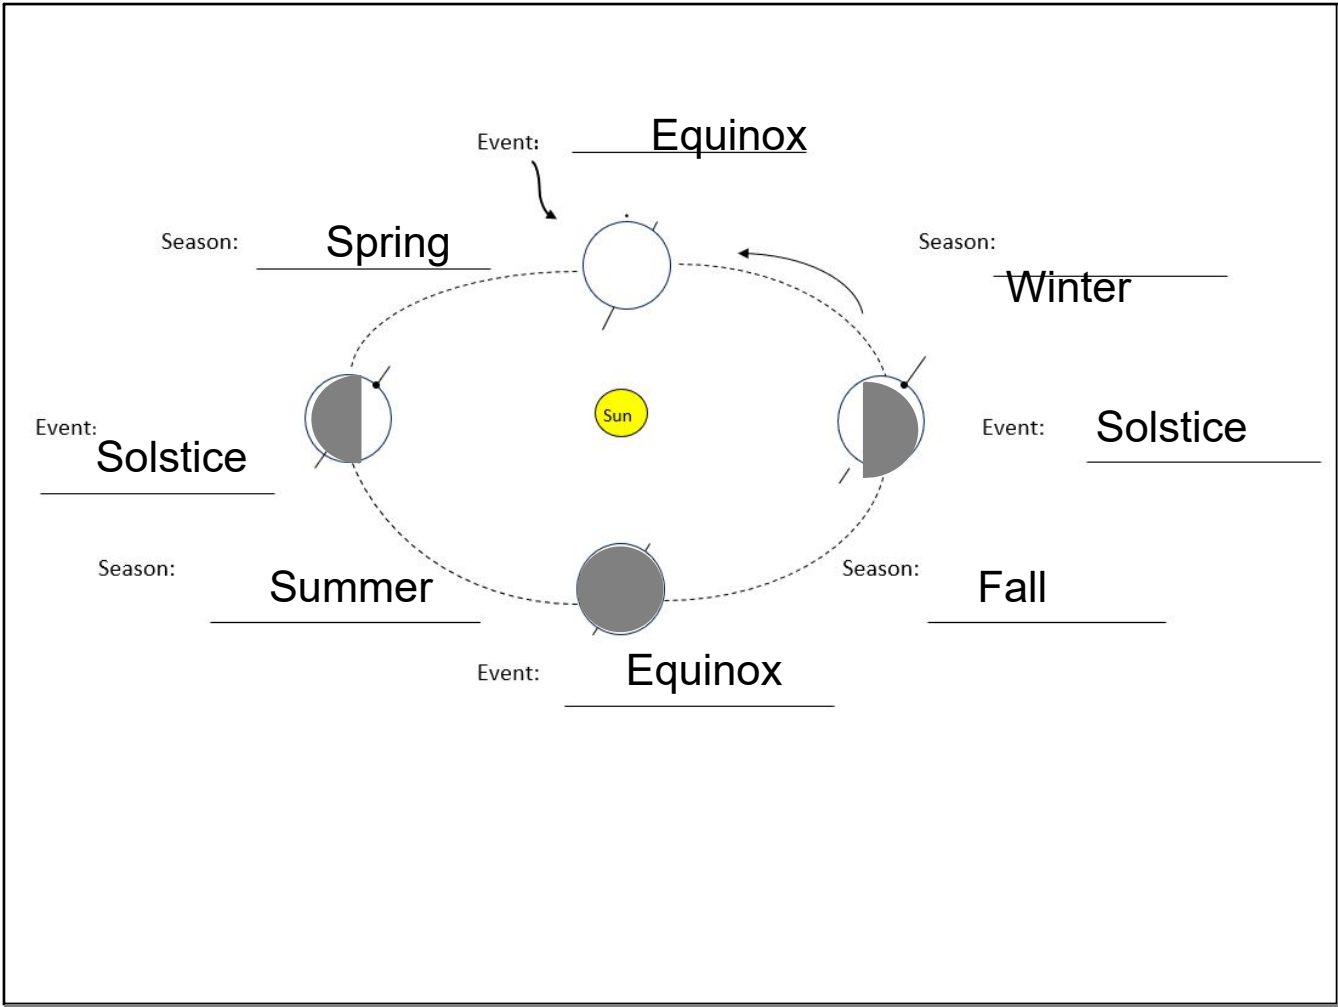 Event: Equinox
Season: Spring
Season: Winter
Sun
Event: Solstice
Event: Solstice
Season: Summer
Season: Fall
Event: Equinox